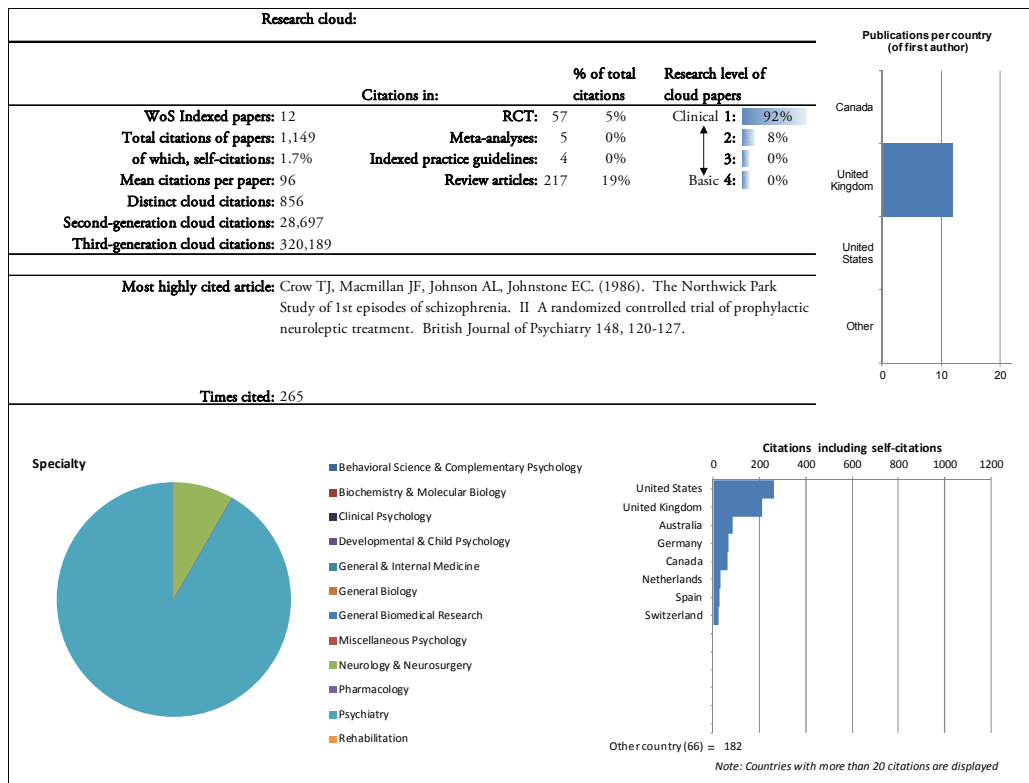 Research cloud:
% of total Research level of
Citations in: citations cloud papers
WoS Indexed papers: 12 RCT: 57 5% Clinical 1: 92%
Total citations of papers: 1,149 Meta-analyses: 5 0% 2: 8%
of which, self-citations: 1.7% Indexed practice guidelines: 4 0% 3: 0%
Mean citations per paper: 96 Review articles: 217 19% Basic 4: 0%
Distinct cloud citations: 856
Second-generation cloud citations: 28,697
Third-generation cloud citations: 320,189
Most highly cited article: Crow TJ, Macmillan JF, Johnson AL, Johnstone EC. (1986). The Northwick Park
Study of 1st episodes of schizophrenia. II A randomized controlled trial of prophylactic
neuroleptic treatment. British Journal of Psychiatry 148, 120-127.
Times cited: 265
Publications per country
(of first author)
Canada
United
Kingdom
United
States
Other
0 10 20
Specialty
Behavioral Science & Complementary Psychology
Biochemistry & Molecular Biology
Clinical Psychology
Developmental & Child Psychology
General & Internal Medicine
General Biology
General Biomedical Research
Miscellaneous Psychology
Neurology & Neurosurgery
Pharmacology
Psychiatry
Rehabilitation
Citations including self-citations
0 200 400 600 800 1000 1200
United States
United Kingdom
Australia
Germany
Canada
Netherlands
Spain
Switzerland
Other country (66) = 182
Note: Countries with more than 20 citations are displayed